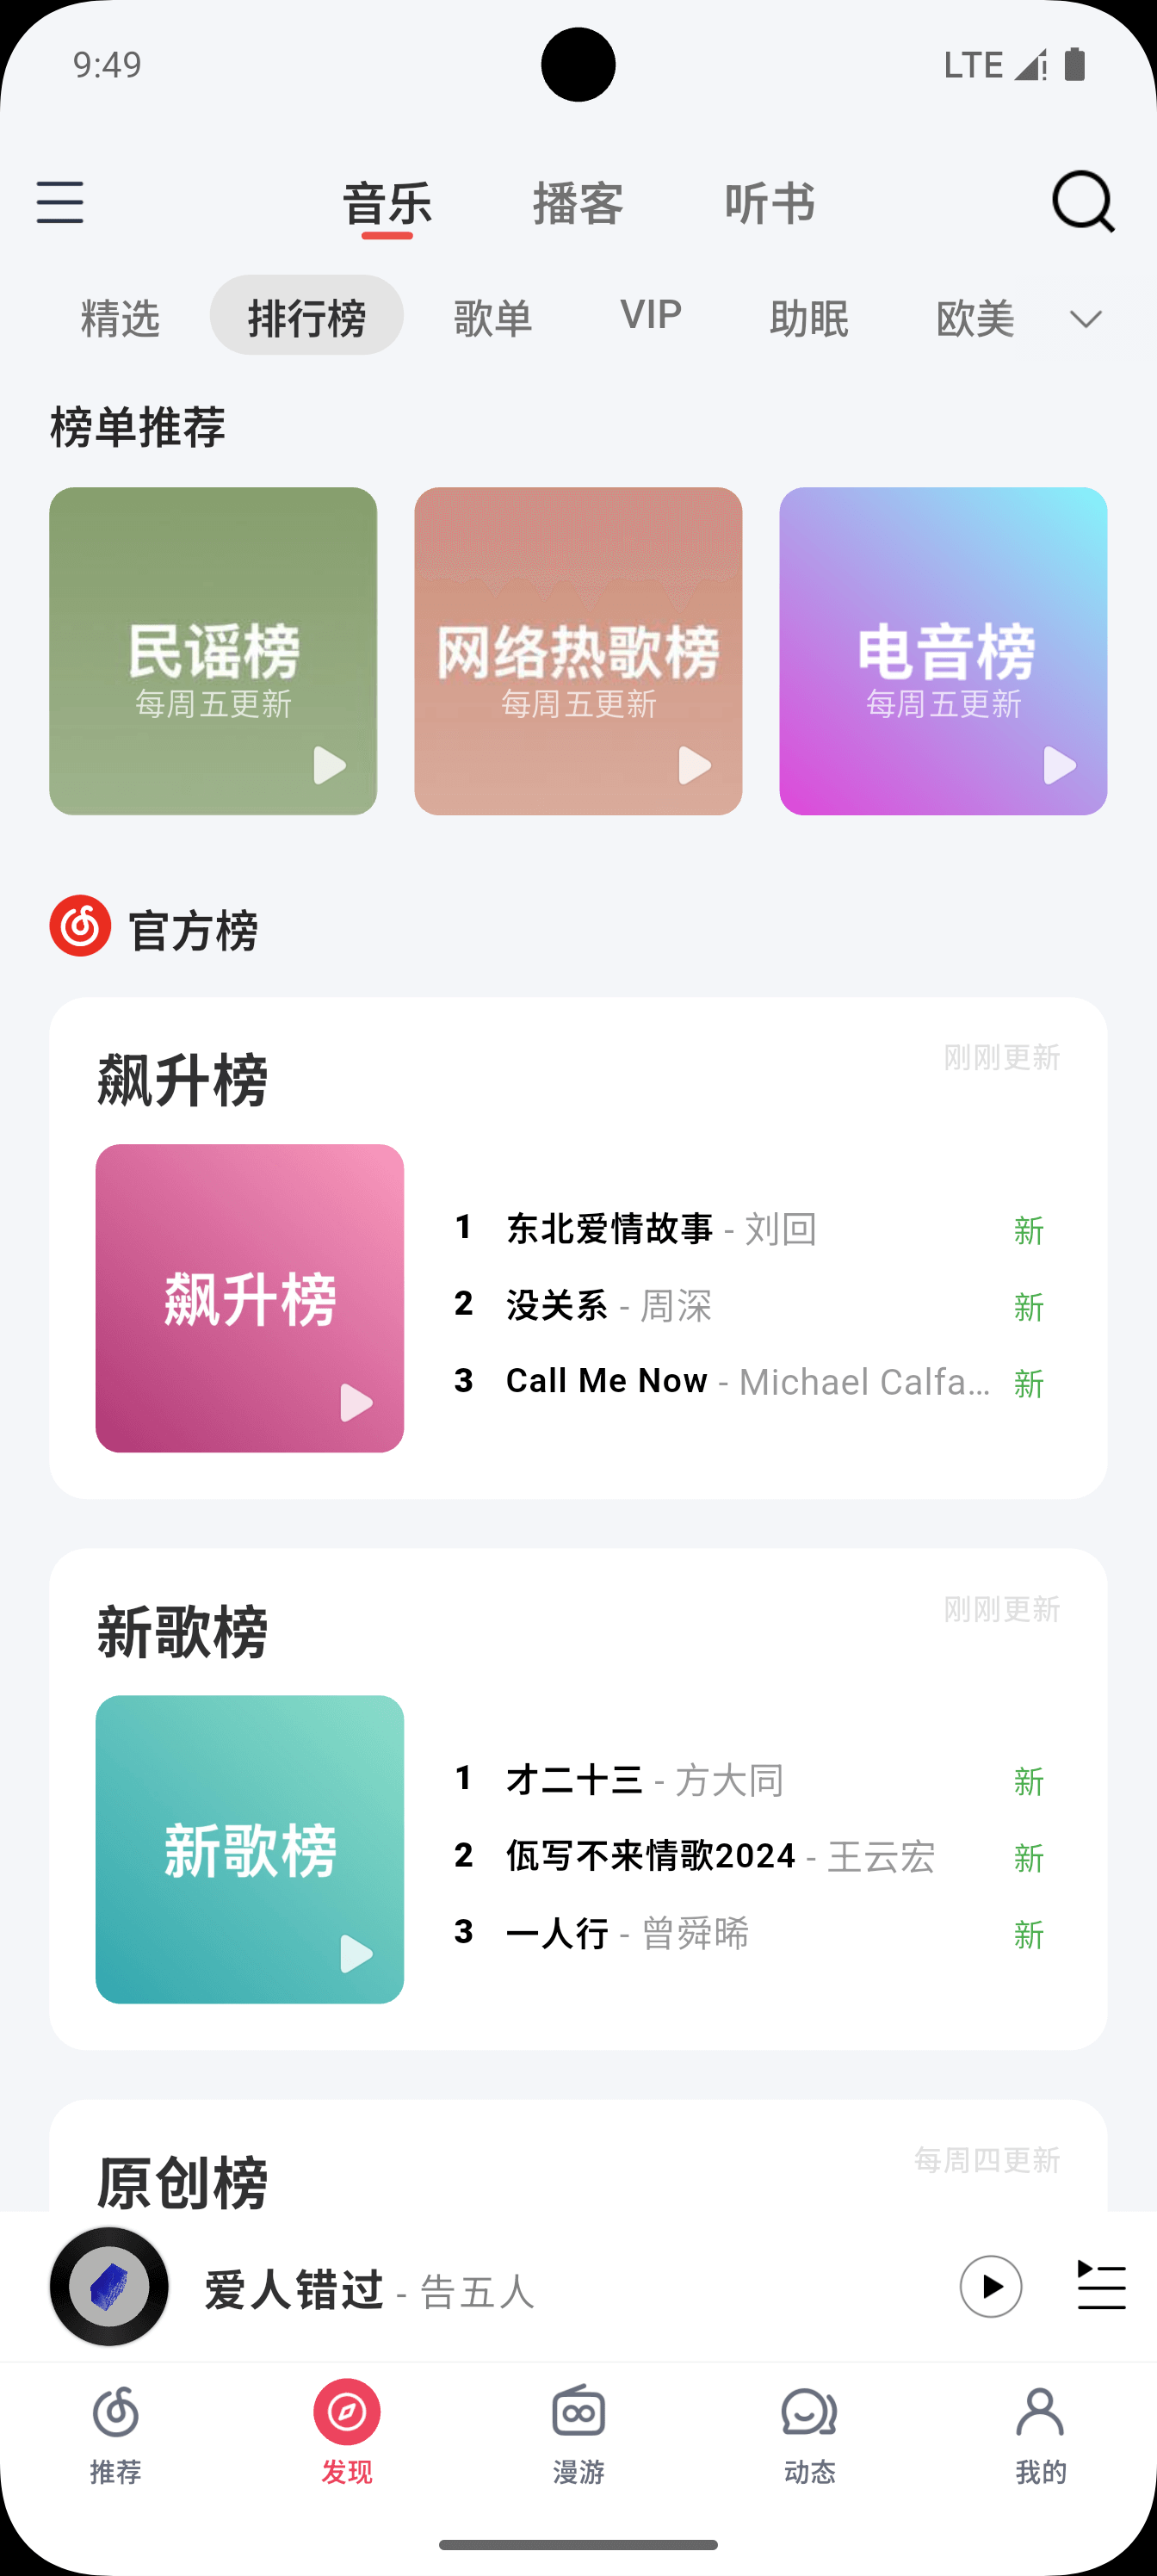 9:49
LTE
音乐 播客 听书
精选 排行榜 歌单 VIP 助眠 欧美
榜单推荐
民谣榜
每周五更新
网络热歌榜
每周五更新
电音榜
每周五更新
官方榜
飙升榜
刚刚更新
飙升榜
1 东北爱情故事 - 刘回 新
2 没关系 - 周深 新
3 Call Me Now - Michael Calfa... 新
新歌榜
刚刚更新
新歌榜
1 才二十三 - 方大同 新
2 佤写不来情歌2024 - 王云宏 新
3 一人行 - 曾舜晞 新
原创榜
每周四更新
爱人错过 - 告五人
推荐 发现 漫游 动态 我的